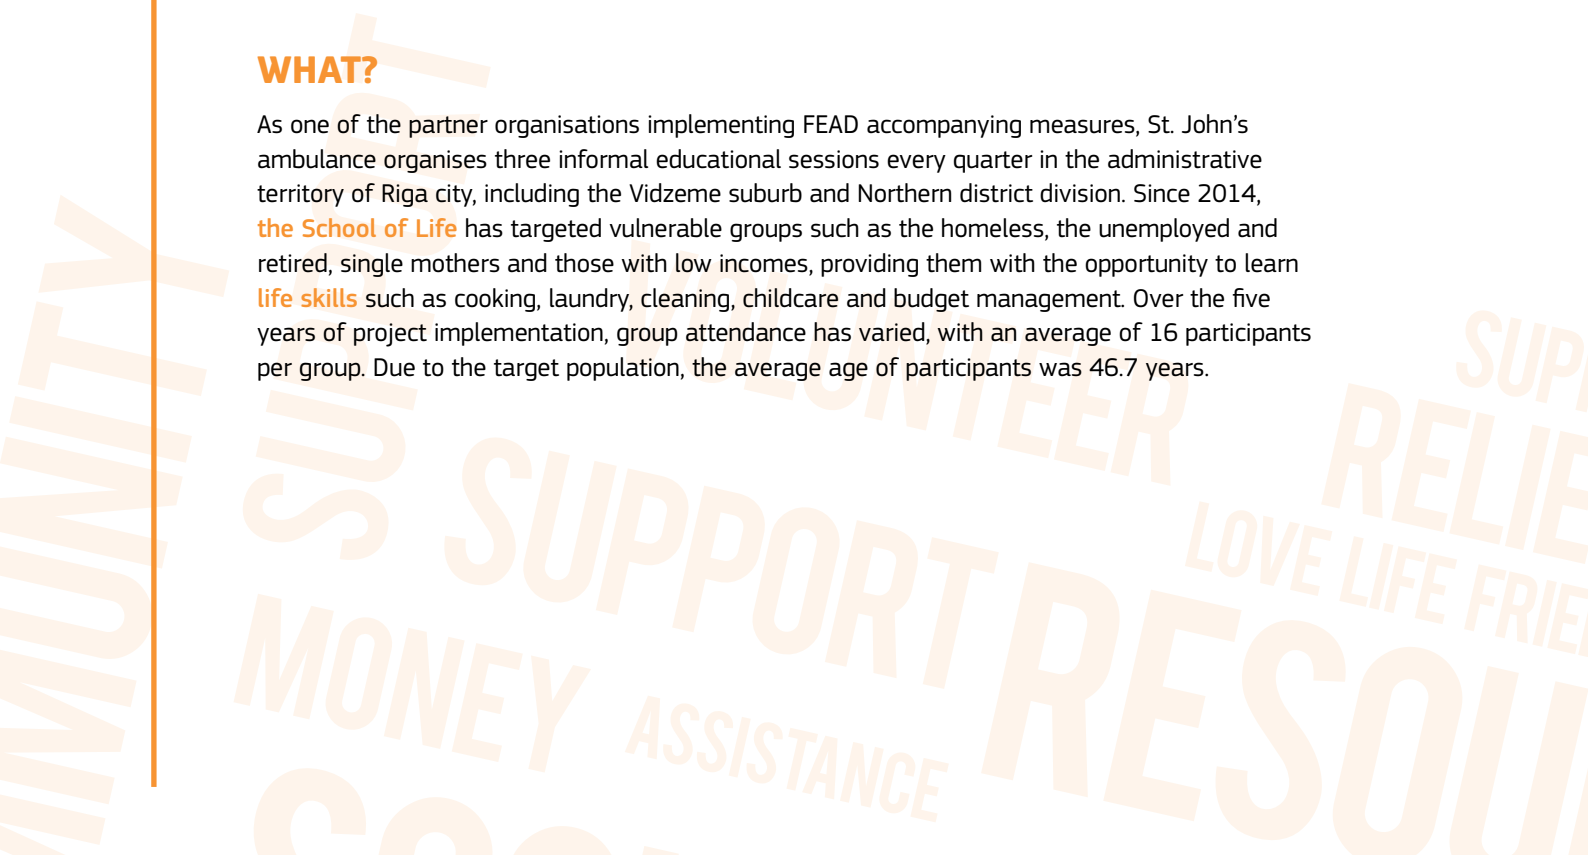 WHAT?
As one of the partner organisations implementing FEAD accompanying measures, St. John’s
ambulance organises three informal educational sessions every quarter in the administrative
territory of Riga city, including the Vidzeme suburb and Northern district division. Since 2014,
the School of Life has targeted vulnerable groups such as the homeless, the unemployed and
retired, single mothers and those with low incomes, providing them with the opportunity to learn
life skills such as cooking, laundry, cleaning, childcare and budget management. Over the five
years of project implementation, group attendance has varied, with an average of 16 participants
per group. Due to the target population, the average age of participants was 46.7 years.
SUPPORT
VOLUNTEER
SUPPORT
MONEY
ASSISTANCE
LOVE LIFE